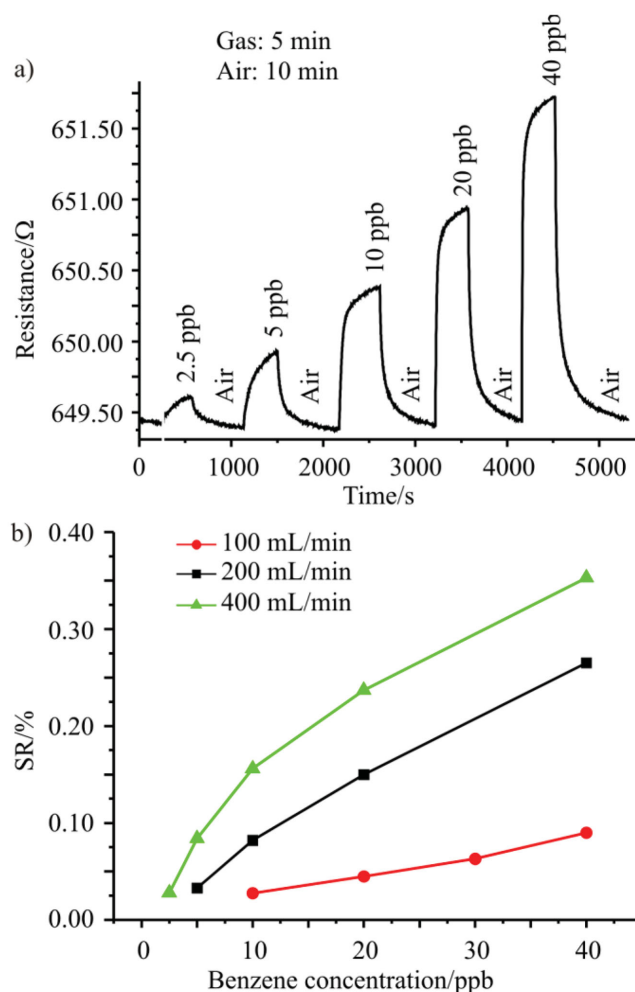 a)
Gas: 5 min
Air: 10 min
Resistance/Ω
651.50
651.00
650.50
650.00
649.50
2.5 ppb
Air
5 ppb
Air
10 ppb
Air
20 ppb
Air
40 ppb
Air
0 1000 2000 3000 4000 5000
Time/s
b)
SR/%
0.40
0.30
0.20
0.10
0.00
100 mL/min
200 mL/min
400 mL/min
0 10 20 30 40
Benzene concentration/ppb